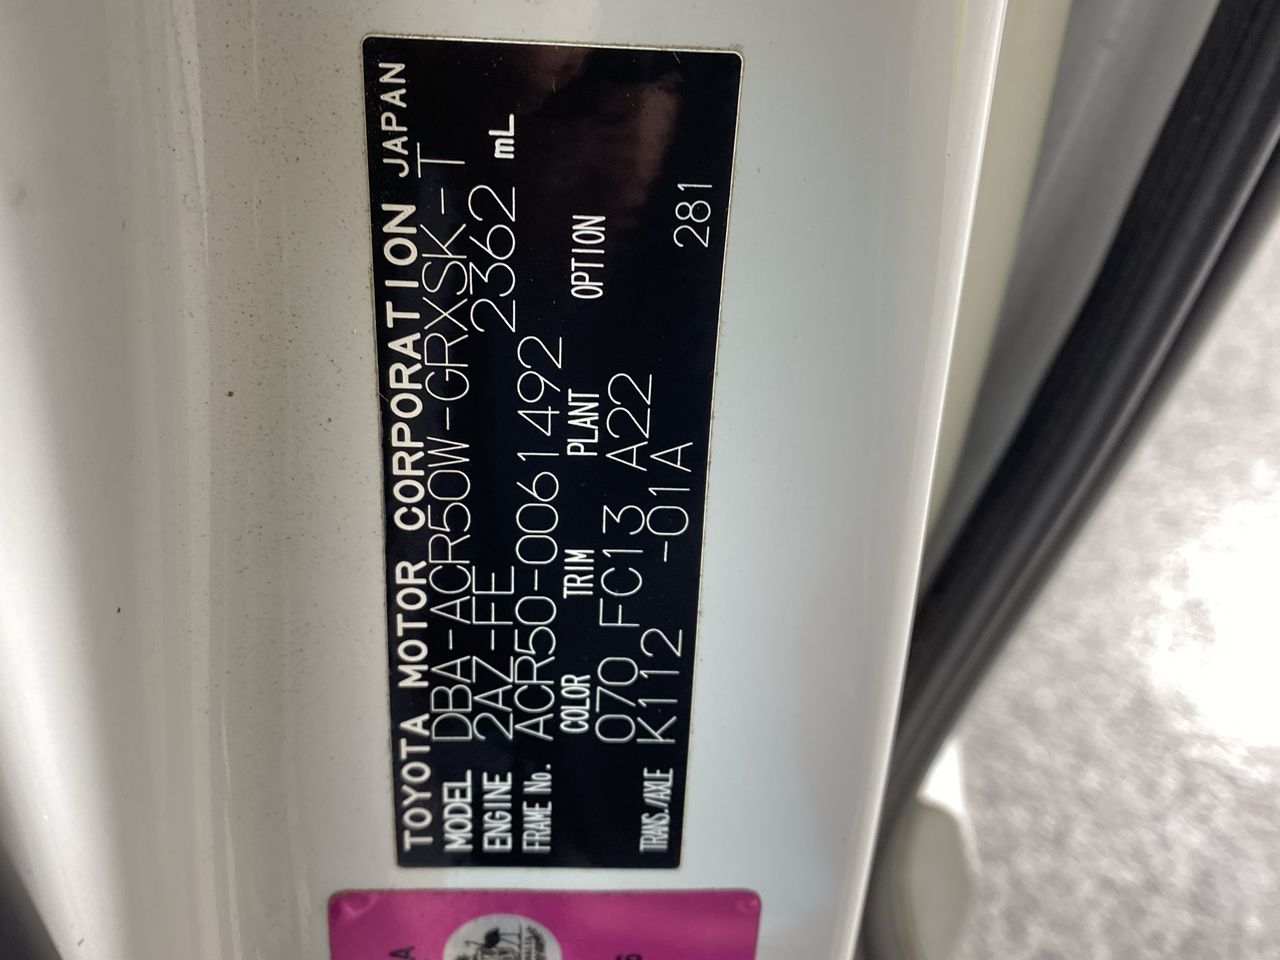 TOYOTA MOTOR CORPORATION JAPAN
MODEL DBA-ACR50W-GRXSK-T
ENGINE 2AZ-FE 2362 mL
FRAME No. ACR50-0061492
COLOR TRIM PLANT OPTION
070 FC13 A22
TRANS./AXLE K112 -01A 281